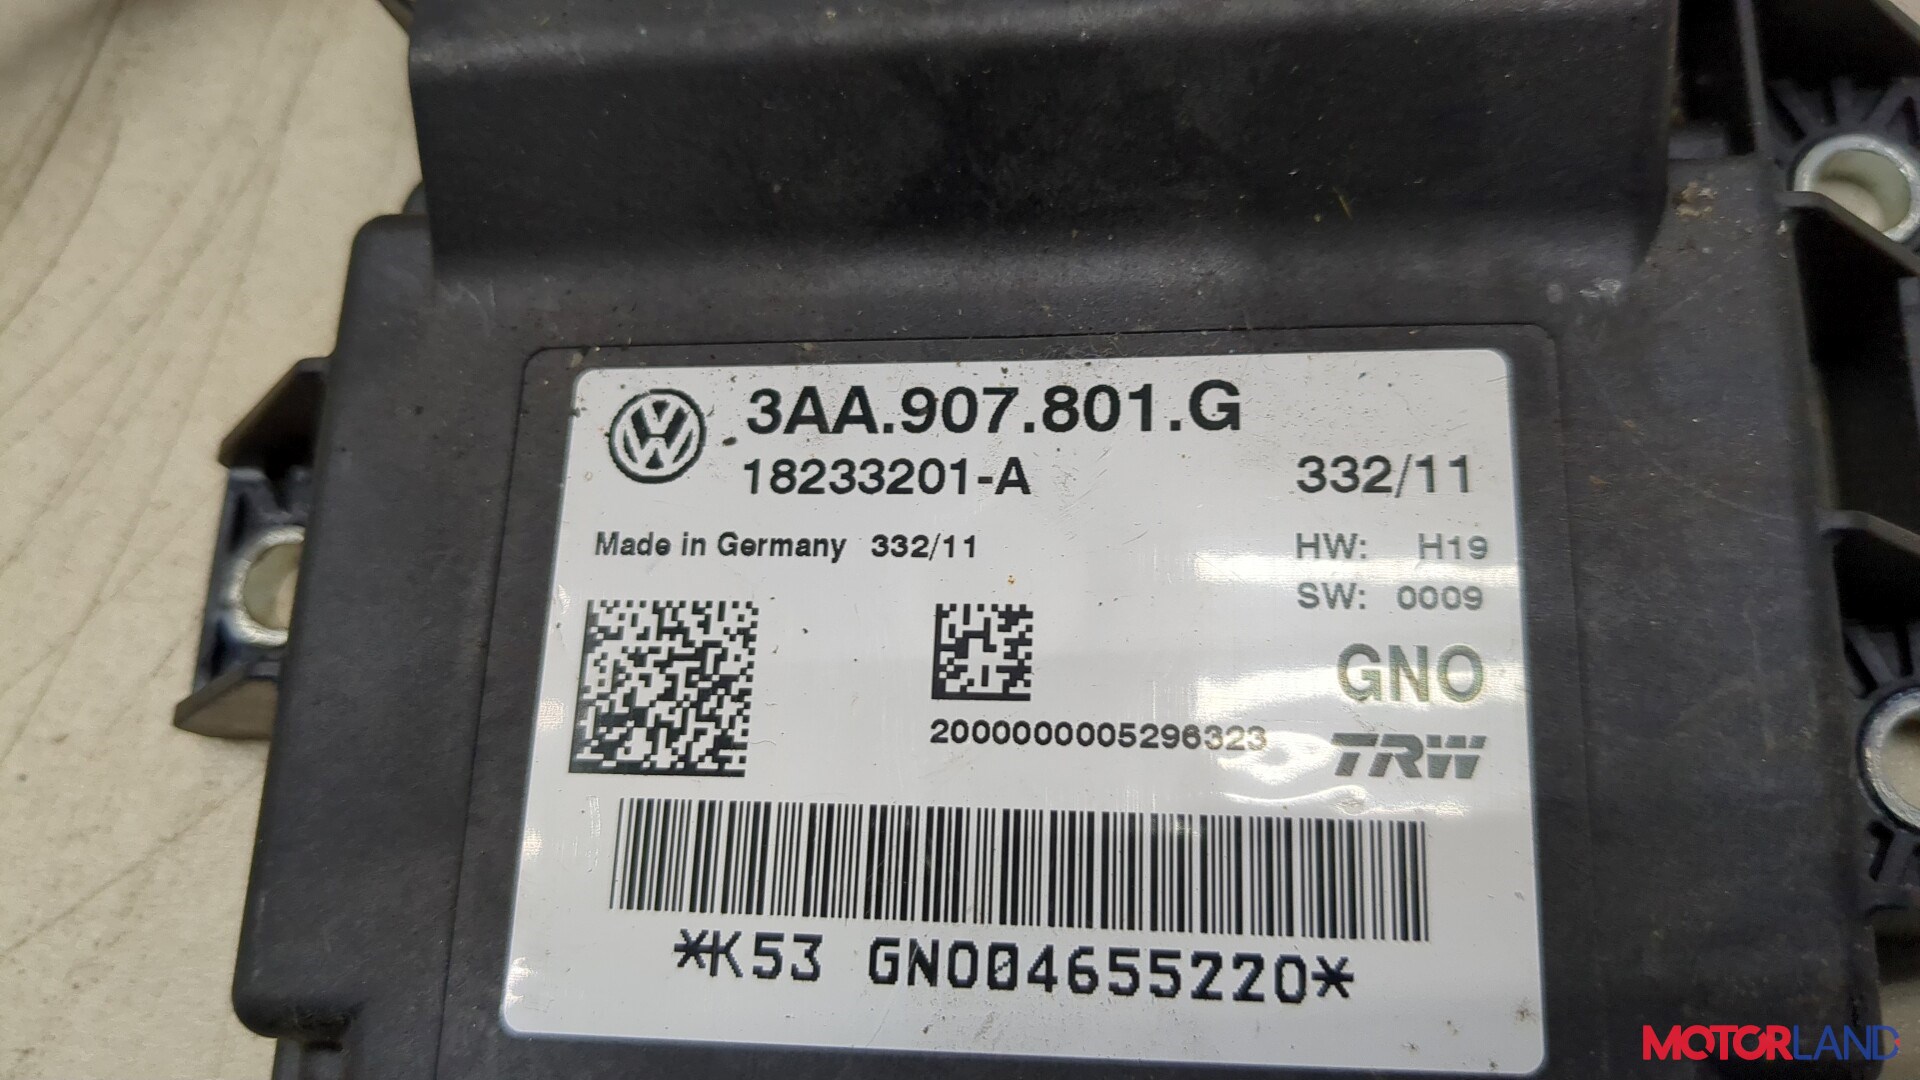 3AA.907.801.G
18233201-A 332/11
Made in Germany 332/11
HW: H19
SW: 0009
GNO
2000000005296323
TRW
*K53 GNO04655220*
MOTORLAND